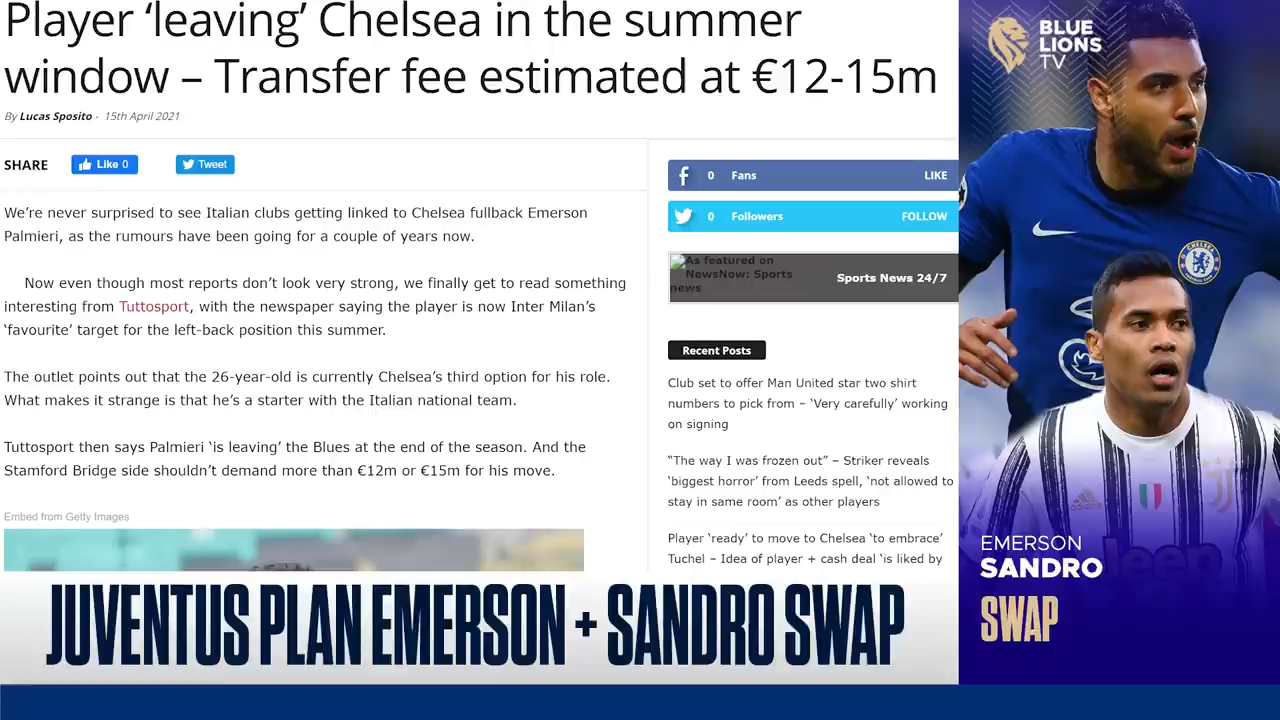 Player ‘leaving’ Chelsea in the summer
window – Transfer fee estimated at €12-15m
By Lucas Sposito - 15th April 2021
SHARE
Like 0
Tweet
We’re never surprised to see Italian clubs getting linked to Chelsea fullback Emerson
Palmieri, as the rumours have been going for a couple of years now.
Now even though most reports don’t look very strong, we finally get to read something
interesting from Tuttosport, with the newspaper saying the player is now Inter Milan’s
‘favourite’ target for the left-back position this summer.
The outlet points out that the 26-year-old is currently Chelsea’s third option for his role.
What makes it strange is that he’s a starter with the Italian national team.
Tuttosport then says Palmieri ‘is leaving’ the Blues at the end of the season. And the
Stamford Bridge side shouldn’t demand more than €12m or €15m for his move.
Embed from Getty Images
0 Fans LIKE
0 Followers FOLLOW
As featured on
NewsNow: Sports
news
Sports News 24/7
Recent Posts
Club set to offer Man United star two shirt
numbers to pick from – ‘Very carefully’ working
on signing
“The way I was frozen out” – Striker reveals
‘biggest horror’ from Leeds spell, ‘not allowed to
stay in same room’ as other players
Player ‘ready’ to move to Chelsea ‘to embrace’
Tuchel – Idea of player + cash deal ‘is liked by
JUVENTUS PLAN EMERSON + SANDRO SWAP
BLUE
LIONS
TV
CHELSEA
adidas
Jeep
EMERSON
SANDRO
SWAP